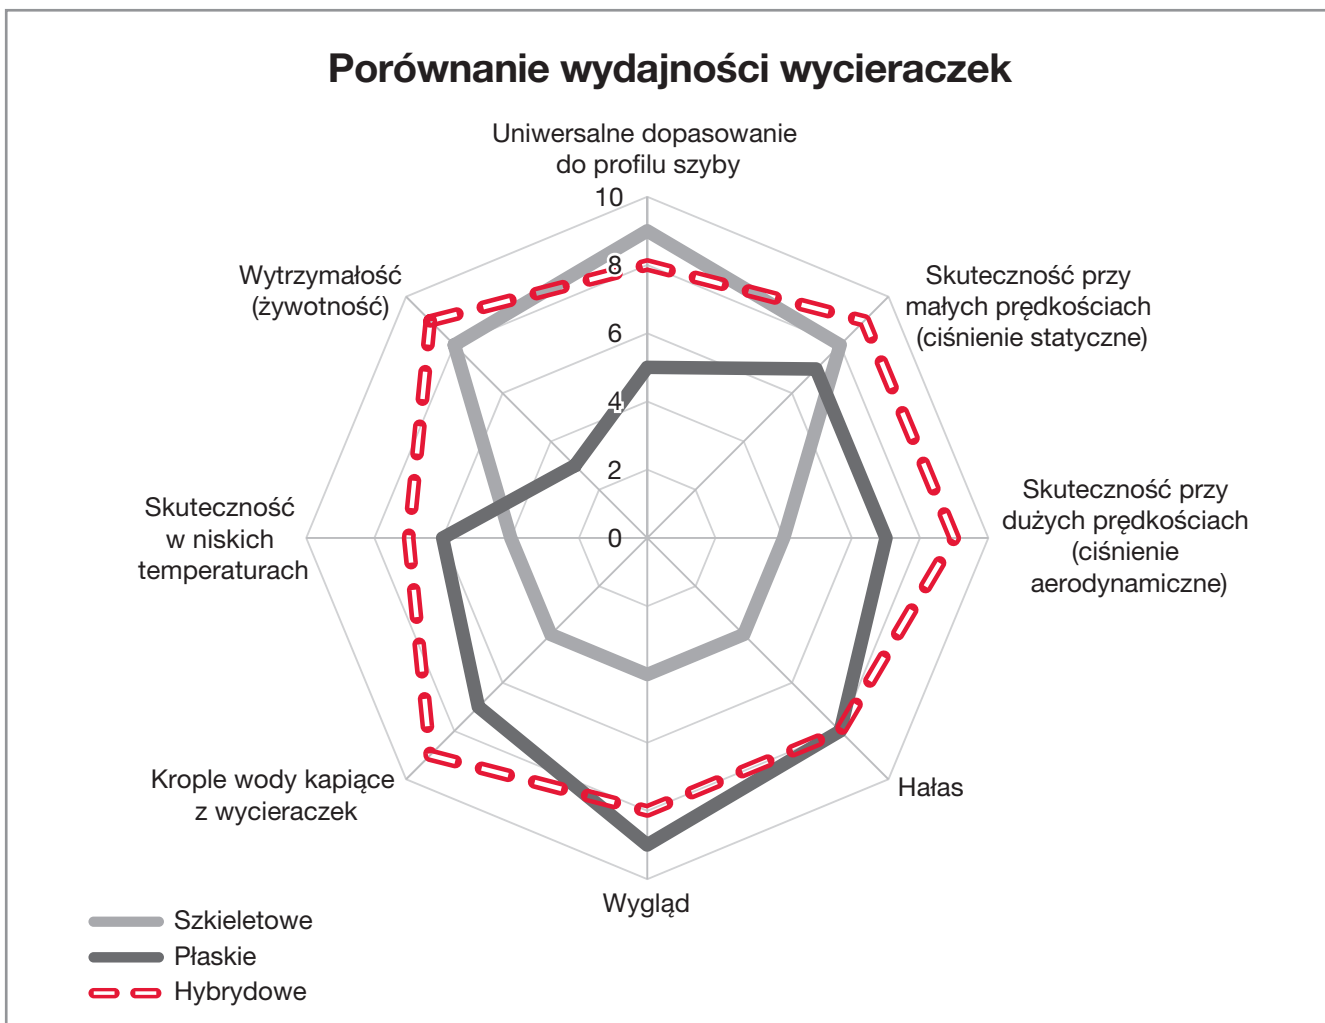 Porównanie wydajności wycieraczek
Uniwersalne dopasowanie
do profilu szyby
10
8
6
4
2
0
Skuteczność przy
małych prędkościach
(ciśnienie statyczne)
Skuteczność przy
dużych prędkościach
(ciśnienie
aerodynamiczne)
Hałas
Wygląd
Krople wody kapiące
z wycieraczek
Skuteczność
w niskich
temperaturach
Wytrzymałość
(żywotność)
Szkieletowe
Płaskie
Hybrydowe